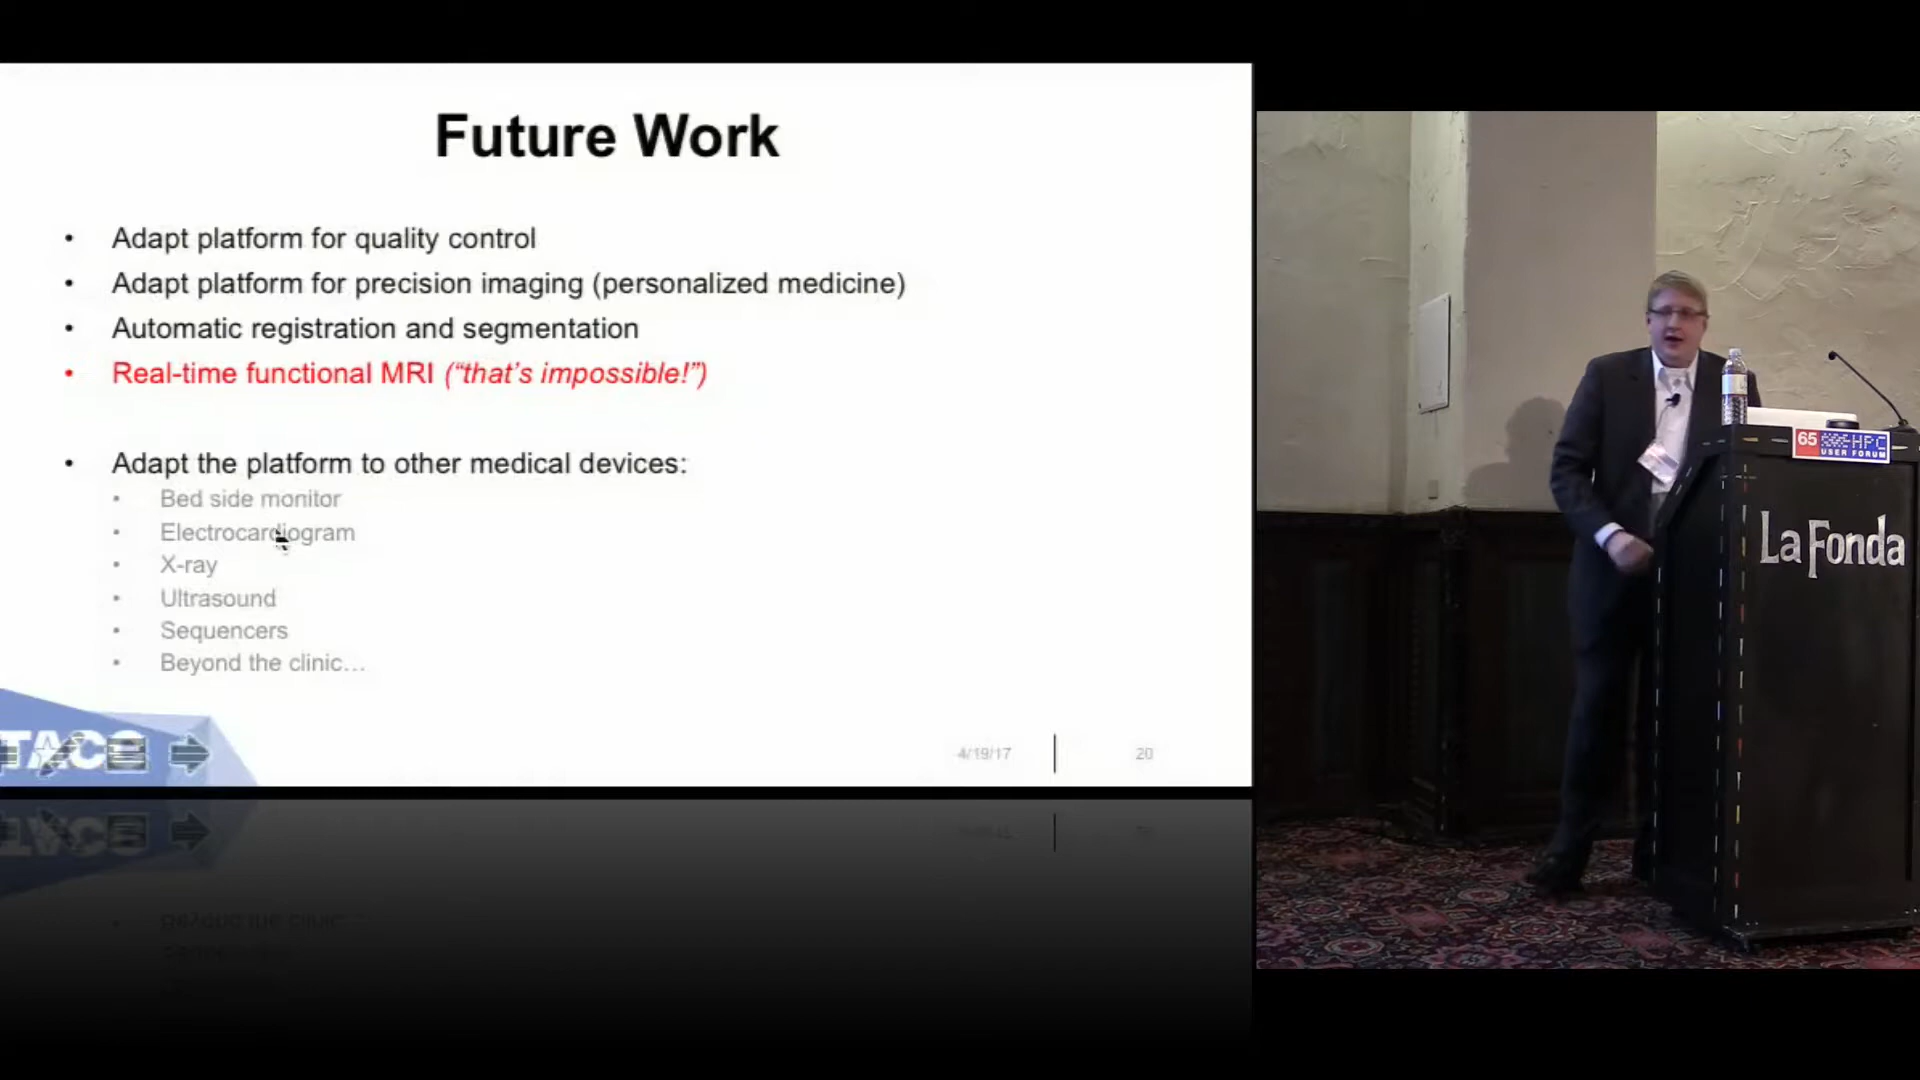 Future Work
• Adapt platform for quality control
• Adapt platform for precision imaging (personalized medicine)
• Automatic registration and segmentation
• Real-time functional MRI (“that’s impossible!”)
• Adapt the platform to other medical devices:
• Bed side monitor
• Electrocardiogram
• X-ray
• Ultrasound
• Sequencers
• Beyond the clinic…
TACC
4/19/17
20
65 HPC
USER FORUM
La Fonda